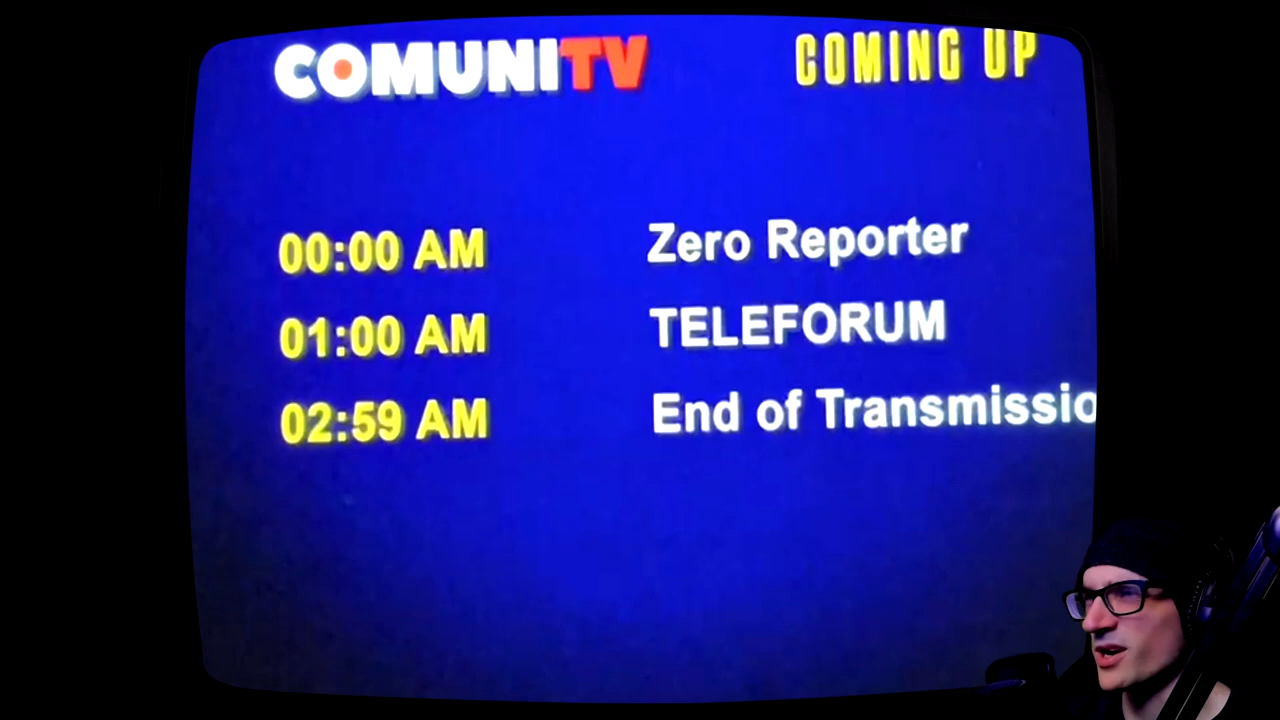 COMUNITV COMING UP
00:00 AM Zero Reporter
01:00 AM TELEFORUM
02:59 AM End of Transmissio